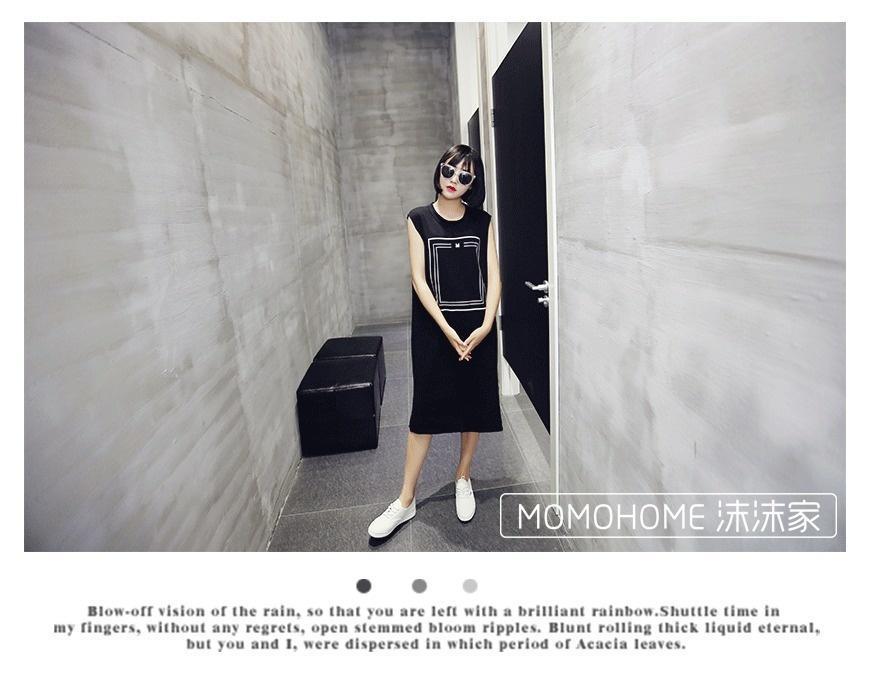 M
MOMOHOME 沫沫家
Blow-off vision of the rain, so that you are left with a brilliant rainbow.Shuttle time in
my fingers, without any regrets, open stemmed bloom ripples. Blunt rolling thick liquid eternal,
but you and I, were dispersed in which period of Acacia leaves.